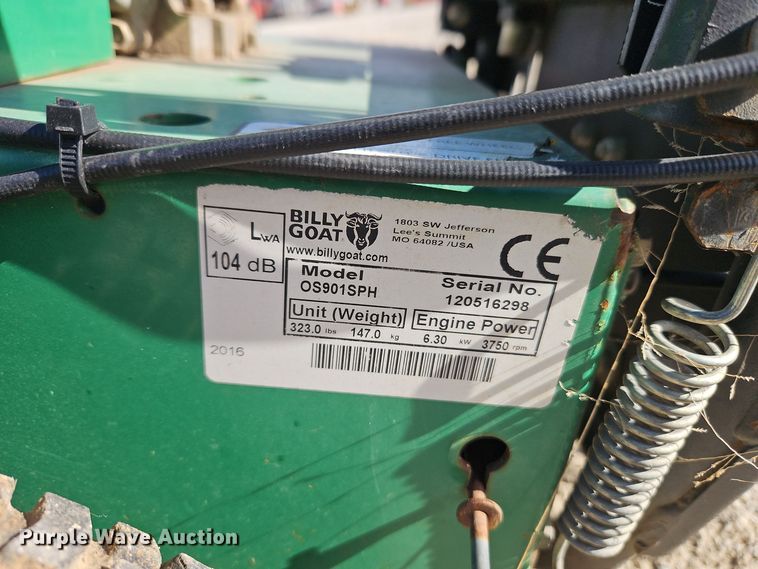 LWA
104 dB
BILLY
GOAT
www.billygoat.com
1803 SW Jefferson
Lee's Summit
MO 64082 /USA
CE
Model
OS901SPH
Serial No.
120516298
Unit (Weight)
Engine Power
323.0 lbs 147.0 kg
6.30 kW 3750 rpm
2016
Purple Wave Auction